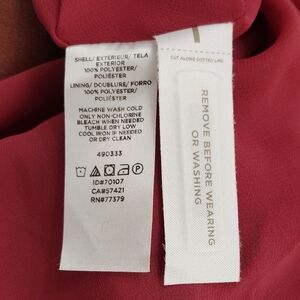 SHELL/EXTÉRIEUR/TELA
EXTERIOR
100% POLYESTER/
POLIÉSTER
LINING/DOUBLURE/FORRO
100% POLYESTER/
POLIÉSTER
MACHINE WASH COLD
ONLY NON-CHLORINE
BLEACH WHEN NEEDED
TUMBLE DRY LOW
COOL IRON IF NEEDED
OR DRY CLEAN
490333
ID#70107
CA#57421
RN#77379
CUT ALONG DOTTED LINE
REMOVE BEFORE WEARING
OR WASHING